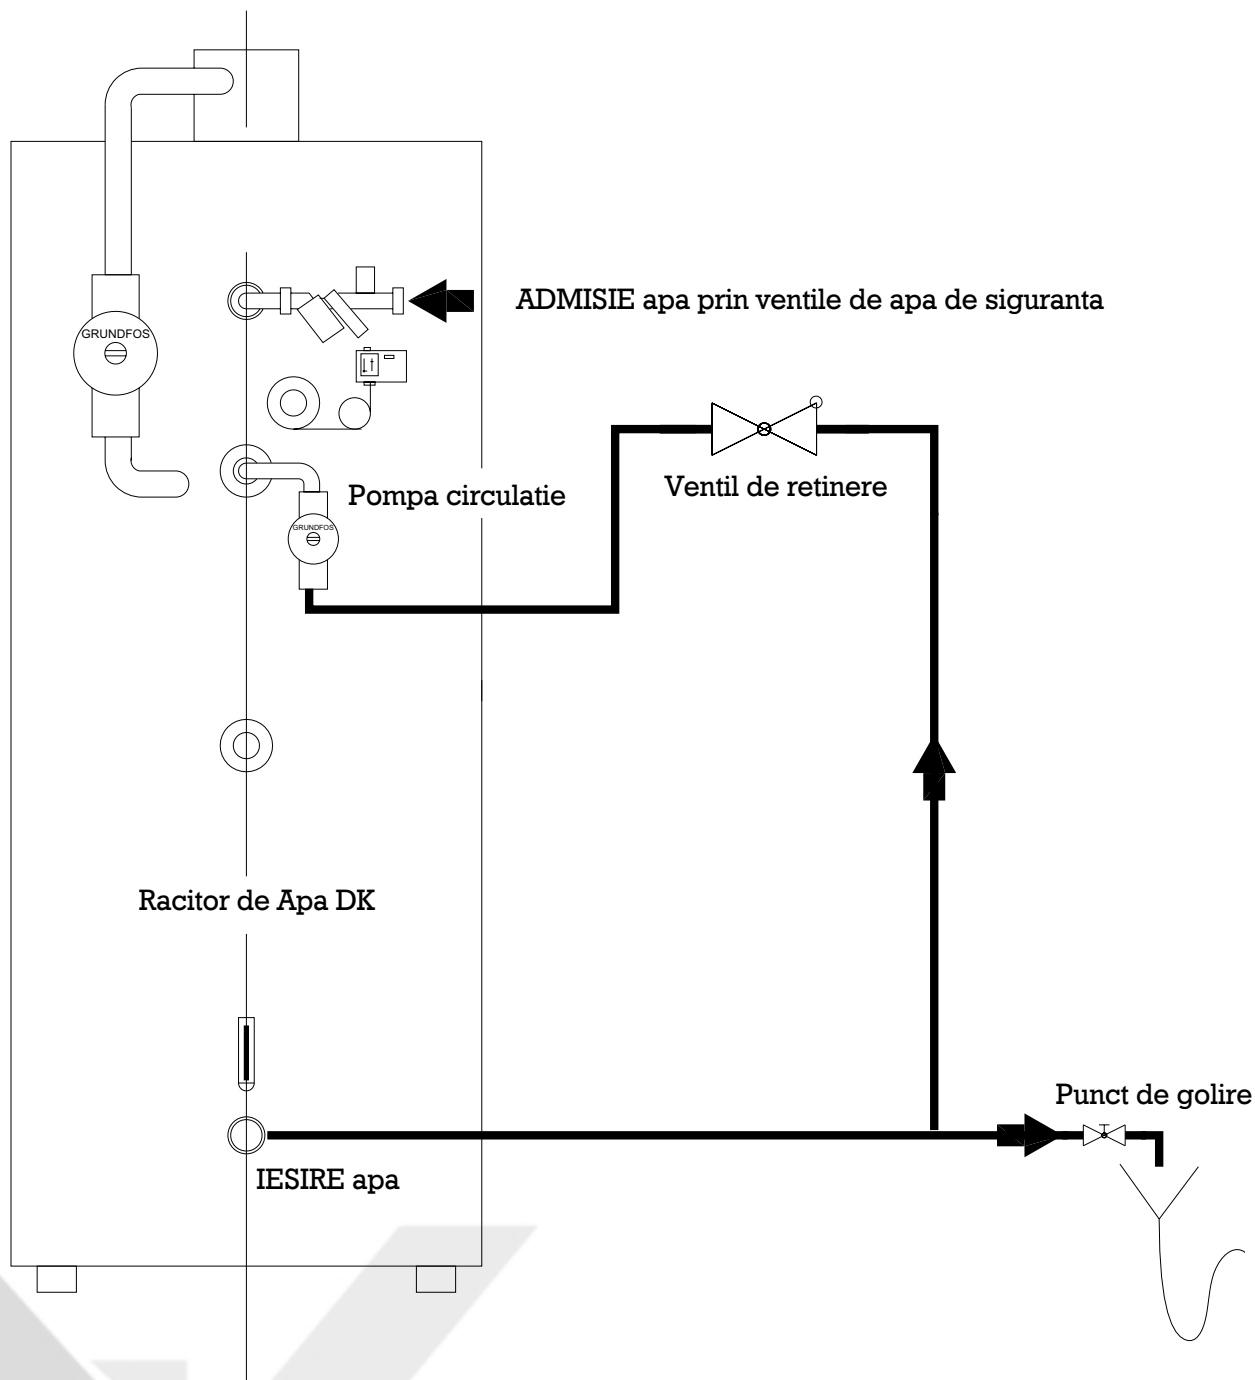 ADMISIE apa prin ventile de apa de siguranta
GRUNDFOS
Ventil de retinere
Pompa circulatie
GRUNDFOS
Racitor de Apa DK
Punct de golire
IESIRE apa